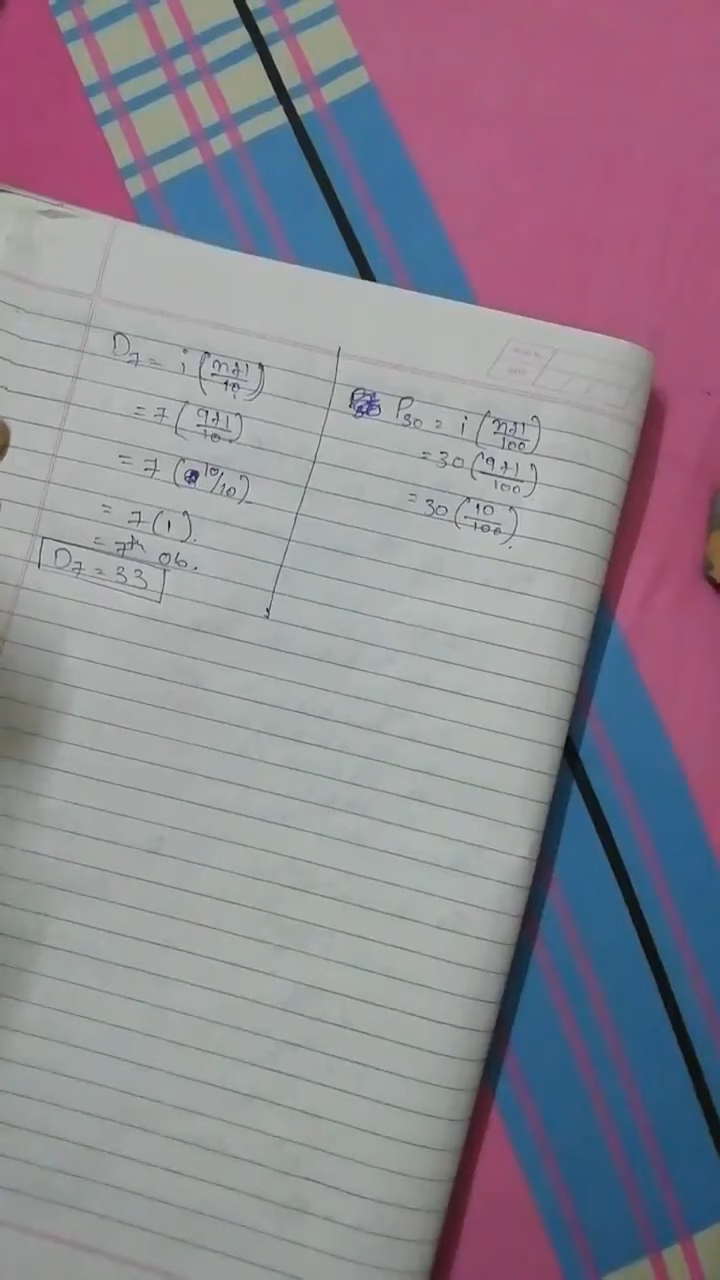 D7 = i (n+1/10)
= 7 (9+1/10)
= 7 (10/10)
= 7(1).
= 7th ob.
D7 = 33
P30 = i (n+1/100)
= 30 (9+1/100)
= 30 (10/100).